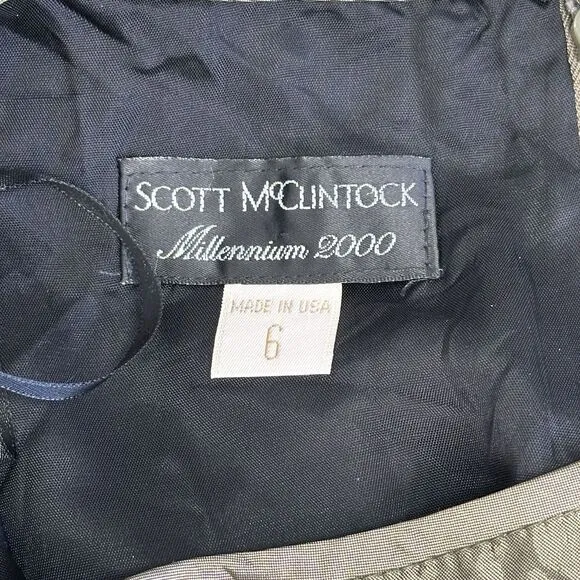 SCOTT McCLINTOCK
Millennium 2000
MADE IN USA
6